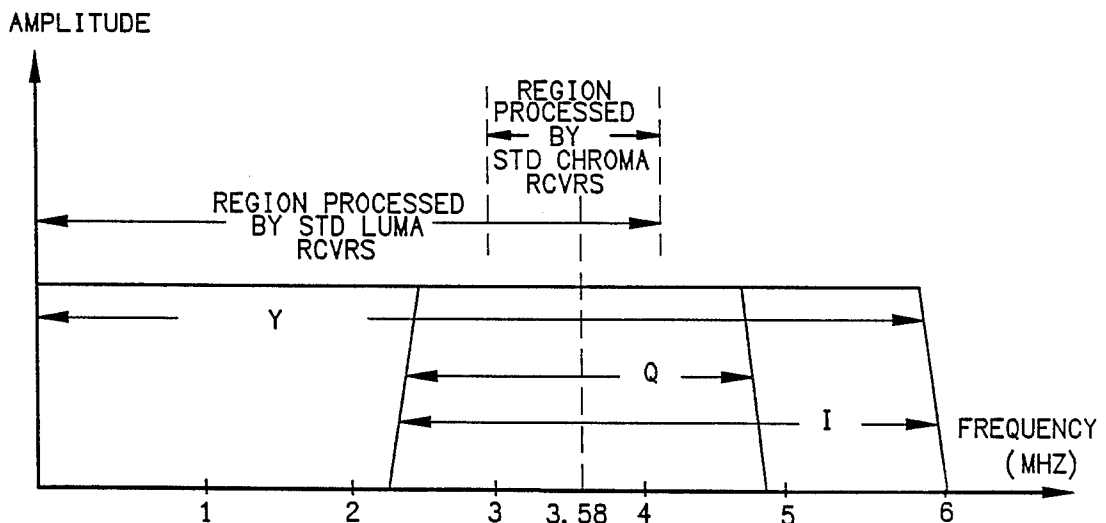 AMPLITUDE
REGION
PROCESSED
BY
STD CHROMA
RCVRS
REGION PROCESSED
BY STD LUMA
RCVRS
Y
Q
I
FREQUENCY
(MHZ)
1 2 3 3.58 4 5 6